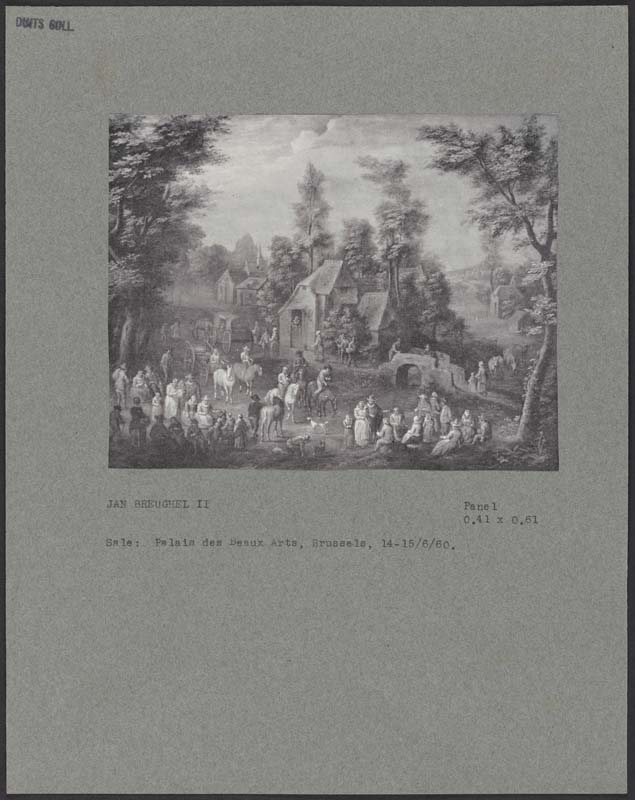 DUITS COLL.
JAN BREUGHEL II
Panel
0.41 x 0.61
Sale: Palais des Beaux Arts, Brussels, 14-15/6/60.